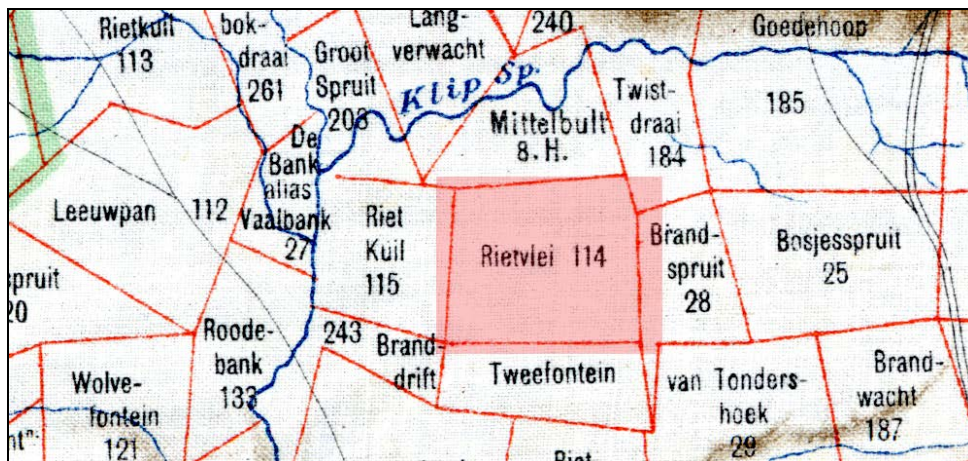 Rietkuil
113
bok-
draai
261
Groot
Spruit
208
Lang-
verwacht
240
Klip Sp.
Mittelbult
8. H.
Twist-
draai
184
Goedehoop
185
De
Bank
alias
Vaalbank
27
Leeuwpan 112
Riet
Kuil
115
Rietvlei 114
Brand-
spruit
28
Bosjesspruit
25
spruit
20
Roode-
bank
133
243
Brand-
drift
Tweefontein
Wolve-
fontein
121
van Tonders-
hoek
29
Brand-
wacht
187
Riet